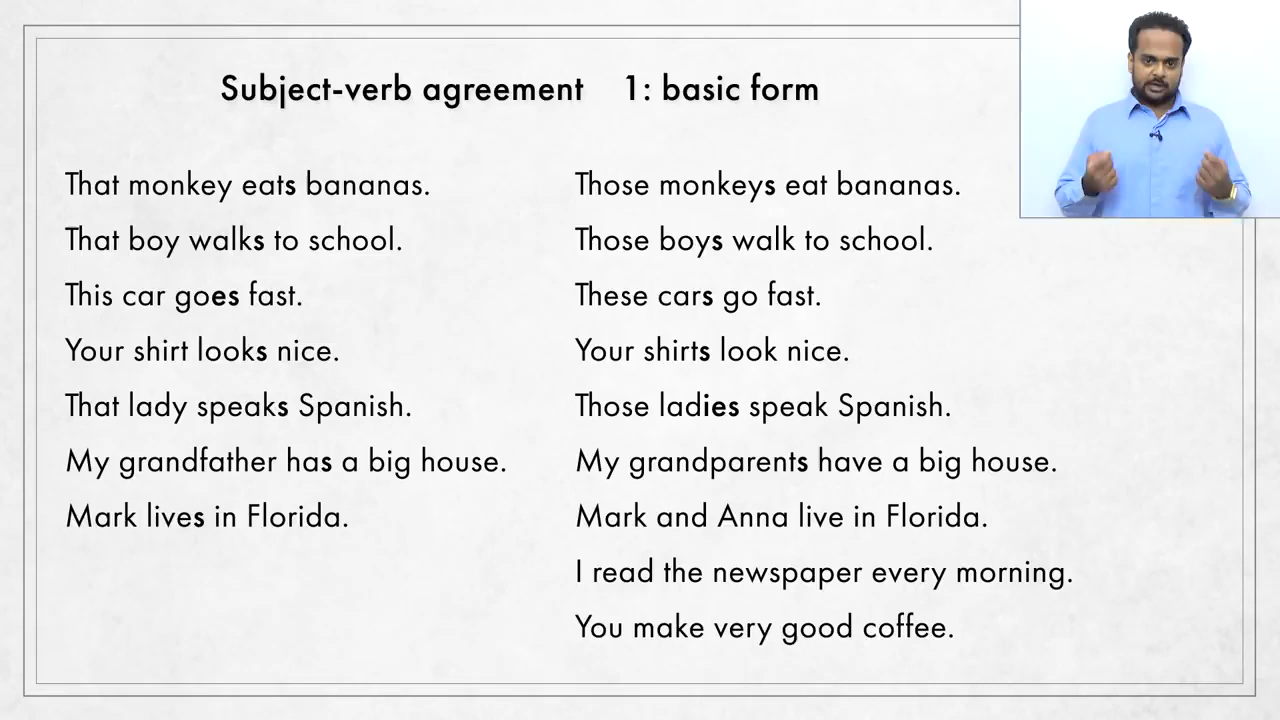 Subject-verb agreement 1: basic form
That monkey eats bananas.
That boy walks to school.
This car goes fast.
Your shirt looks nice.
That lady speaks Spanish.
My grandfather has a big house.
Mark lives in Florida.
Those monkeys eat bananas.
Those boys walk to school.
These cars go fast.
Your shirts look nice.
Those ladies speak Spanish.
My grandparents have a big house.
Mark and Anna live in Florida.
I read the newspaper every morning.
You make very good coffee.